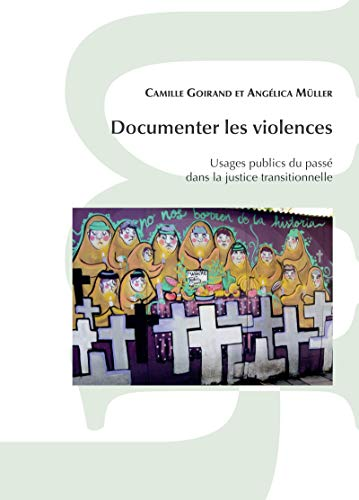 CAMILLE GOIRAND ET ANGÉLICA MÜLLER
Documenter les violences
Usages publics du passé
dans la justice transitionnelle
no nos borren de la historia